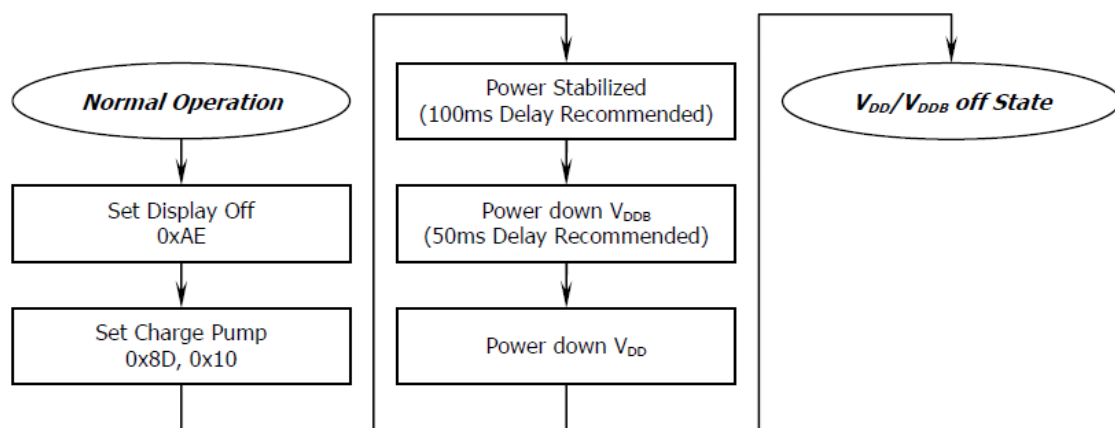 Normal Operation
Set Display Off
0xAE
Set Charge Pump
0x8D, 0x10
Power Stabilized
(100ms Delay Recommended)
Power down VDDB
(50ms Delay Recommended)
Power down VDD
VDD/VDDB off State